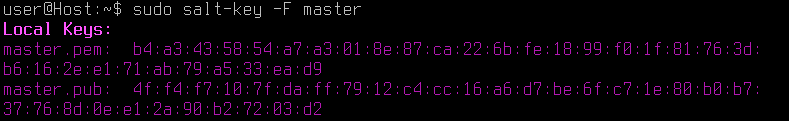 user@Host:~$ sudo salt-key -F master
Local Keys:
master.pem:  b4:a3:43:58:54:a7:a3:01:8e:87:ca:22:6b:fe:18:99:f0:1f:81:76:3d:
b6:16:2e:e1:71:ab:79:a5:33:ea:d9
master.pub:  4f:f4:f7:10:7f:da:ff:79:12:c4:cc:16:a6:d7:be:6f:c7:1e:80:b0:b7:
37:76:8d:0e:e1:2a:90:b2:72:03:d2